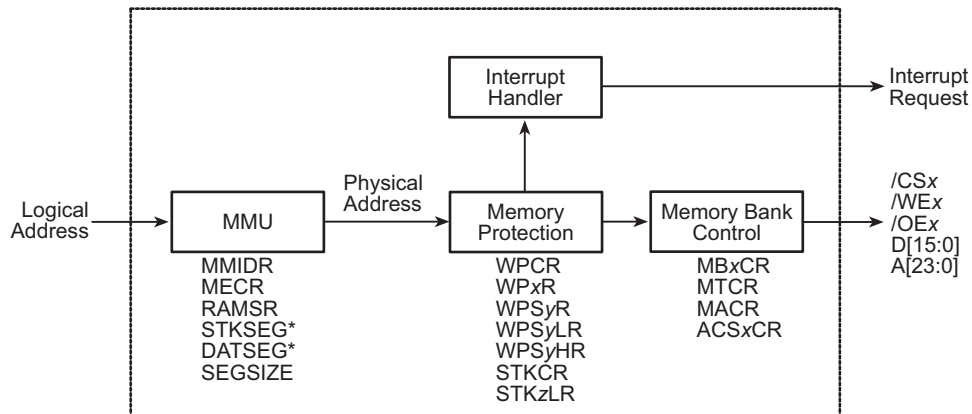 Interrupt
Handler
Interrupt
Request
Logical
Address
MMU
Physical
Address
Memory
Protection
Memory Bank
Control
/CSx
/WEx
/OEx
D[15:0]
A[23:0]
MMIDR
MECR
RAMSR
STKSEG*
DATSEG*
SEGSIZE
WPCR
WPxR
WPSyR
WPSyLR
WPSyHR
STKCR
STKzLR
MBxCR
MTCR
MACR
ACSxCR